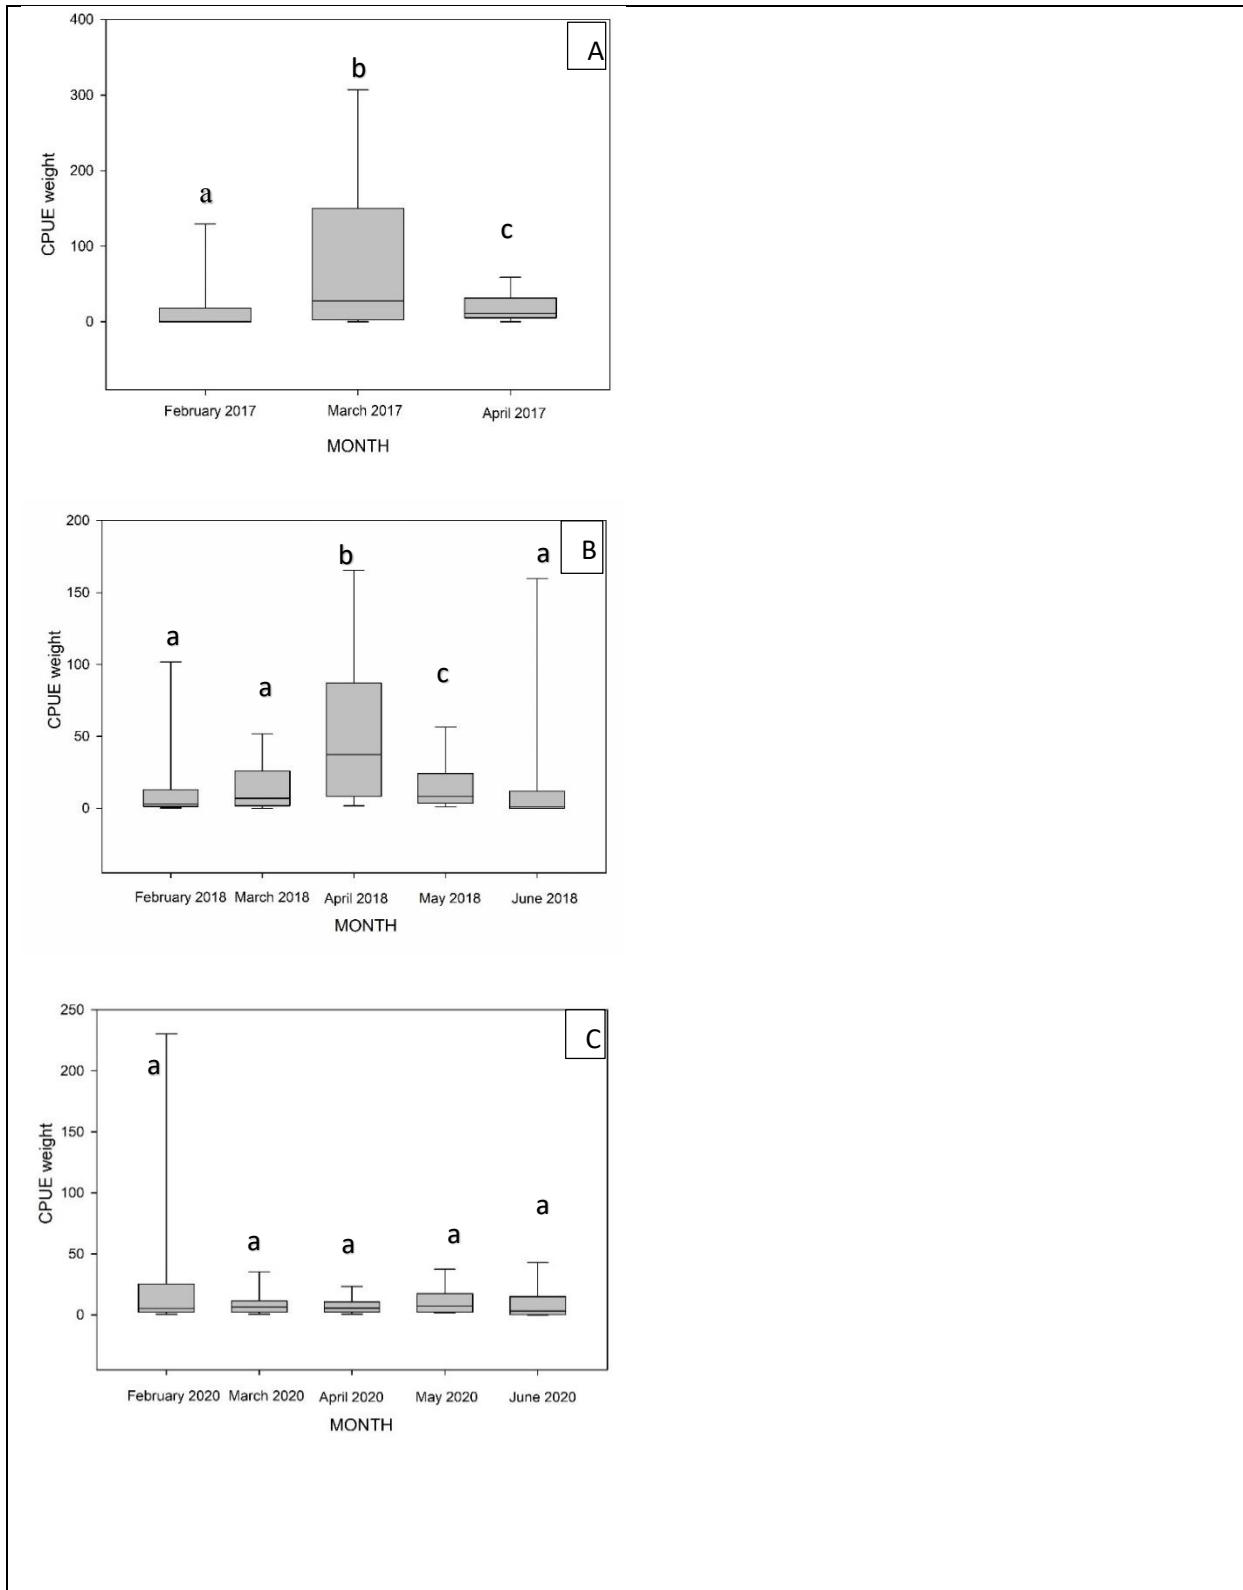 A
400
b
300
200
a
c
100
0
CPUE weight
February 2017 March 2017 April 2017
MONTH
B
200
b
a
150
a
100
a
c
50
0
CPUE weight
February 2018 March 2018 April 2018 May 2018 June 2018
MONTH
C
250
a
200
150
100
a
a
a
a
50
0
CPUE weight
February 2020 March 2020 April 2020 May 2020 June 2020
MONTH